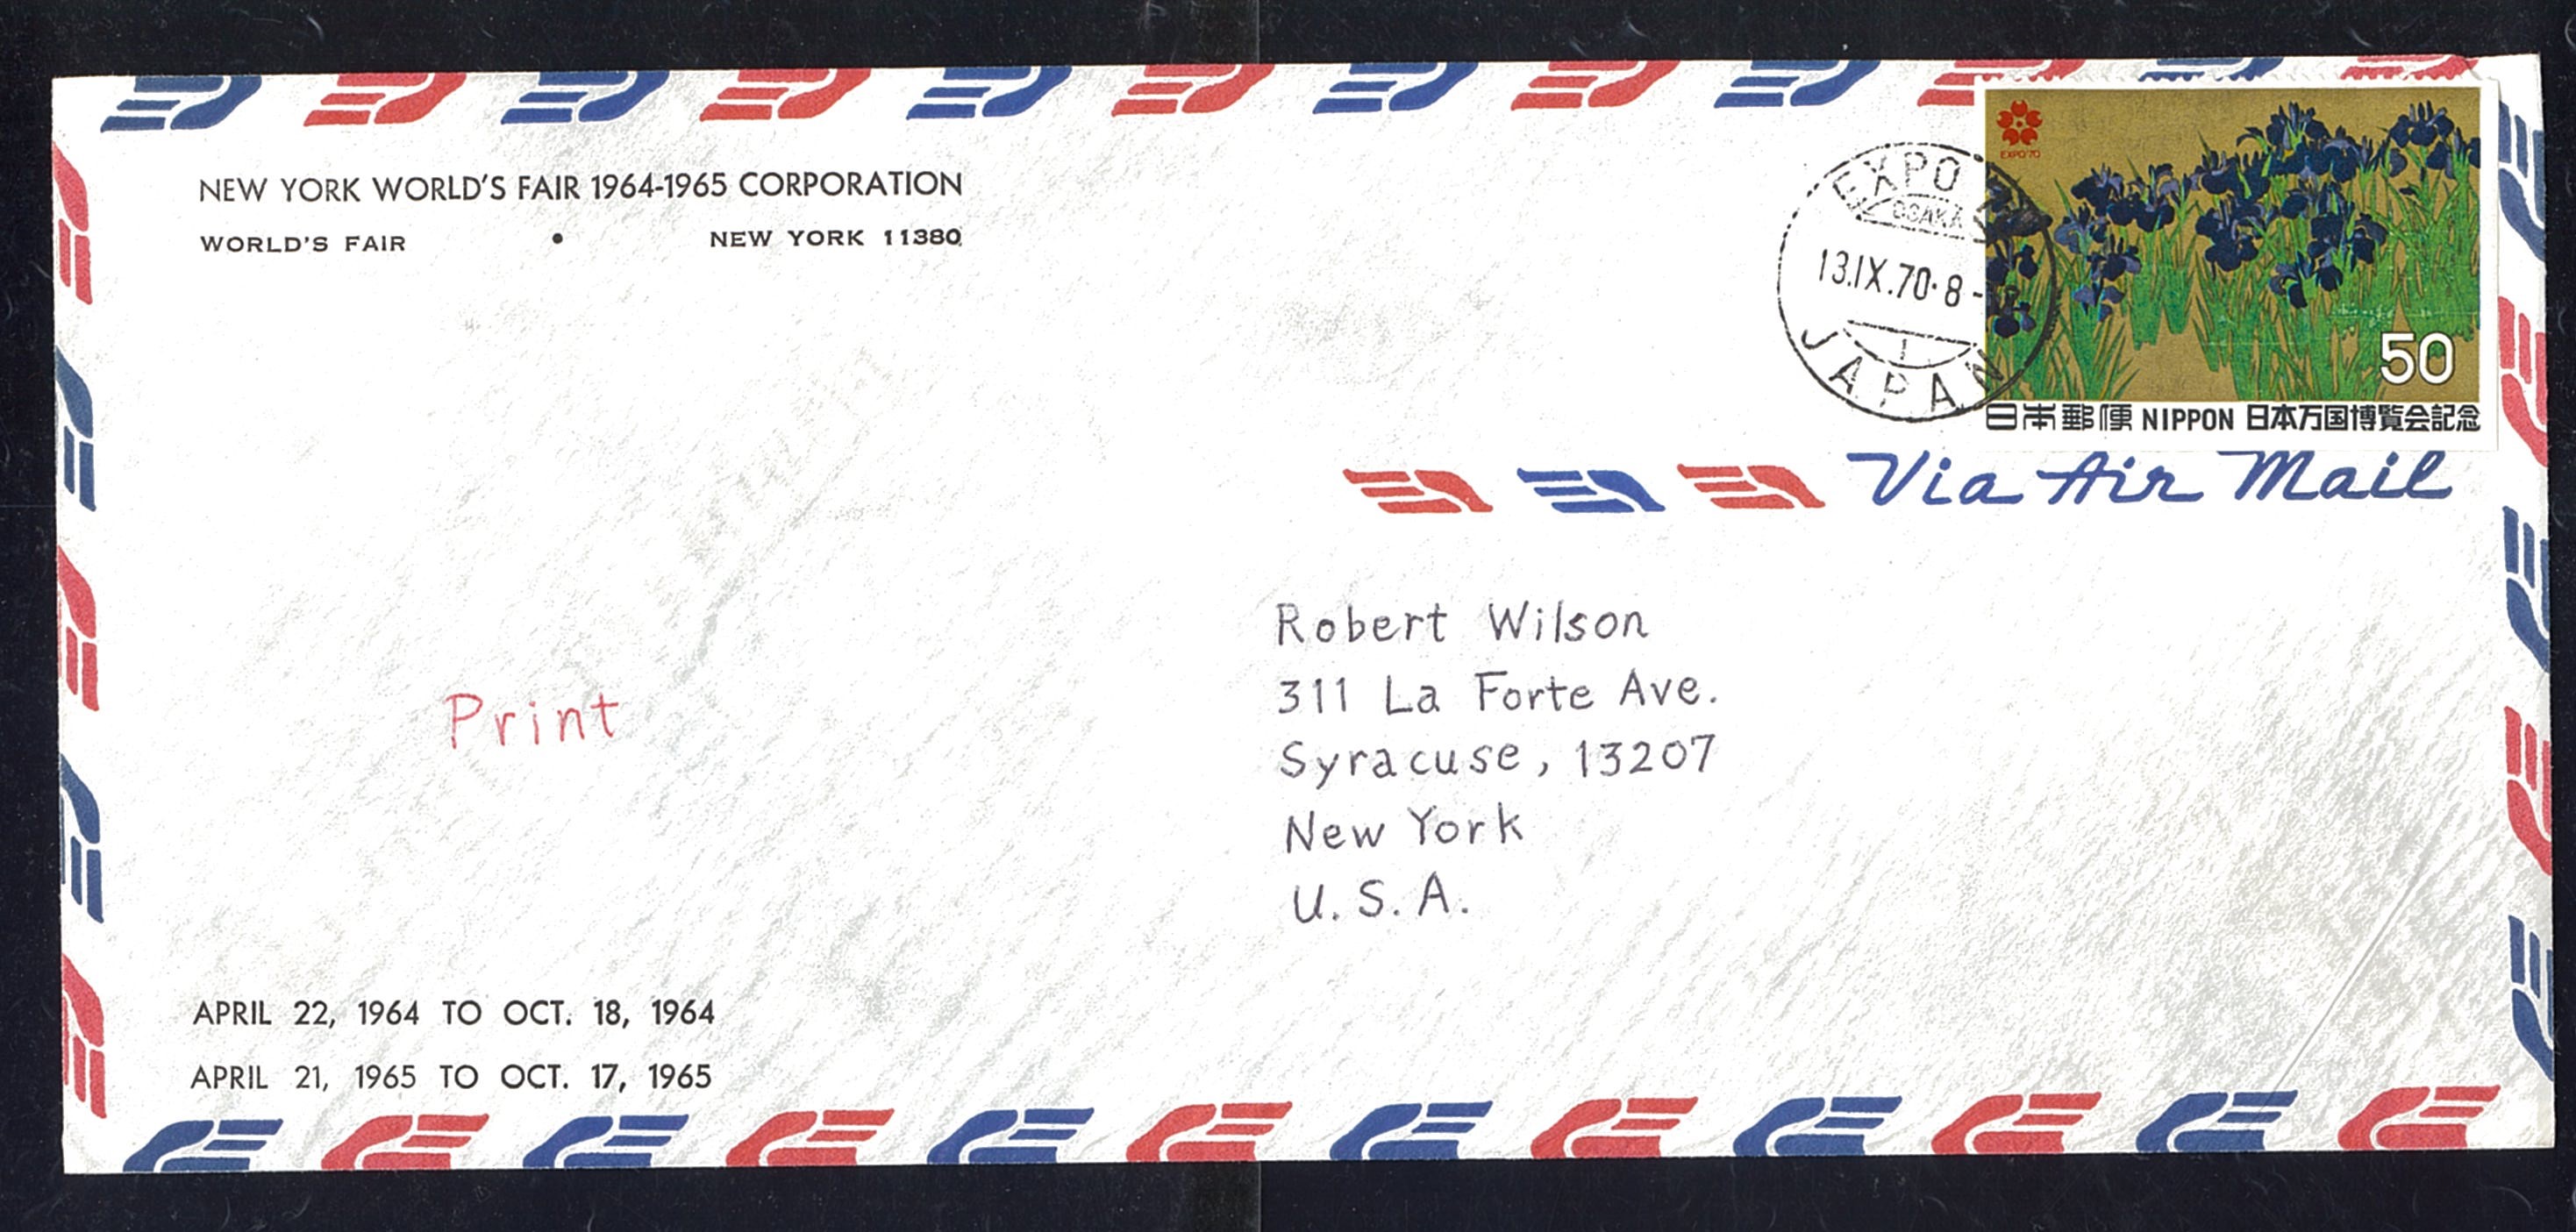 NEW YORK WORLD'S FAIR 1964-1965 CORPORATION
WORLD'S FAIR • NEW YORK 11380
EXPO
OSAKA
13.IX.70.8-
1
JAPAN
EXPO'70
50
日本郵便 NIPPON 日本万国博覧会記念
Via Air Mail
Robert Wilson
311 La Forte Ave.
Syracuse, 13207
New York
U. S. A.
Print
APRIL 22, 1964 TO OCT. 18, 1964
APRIL 21, 1965 TO OCT. 17, 1965